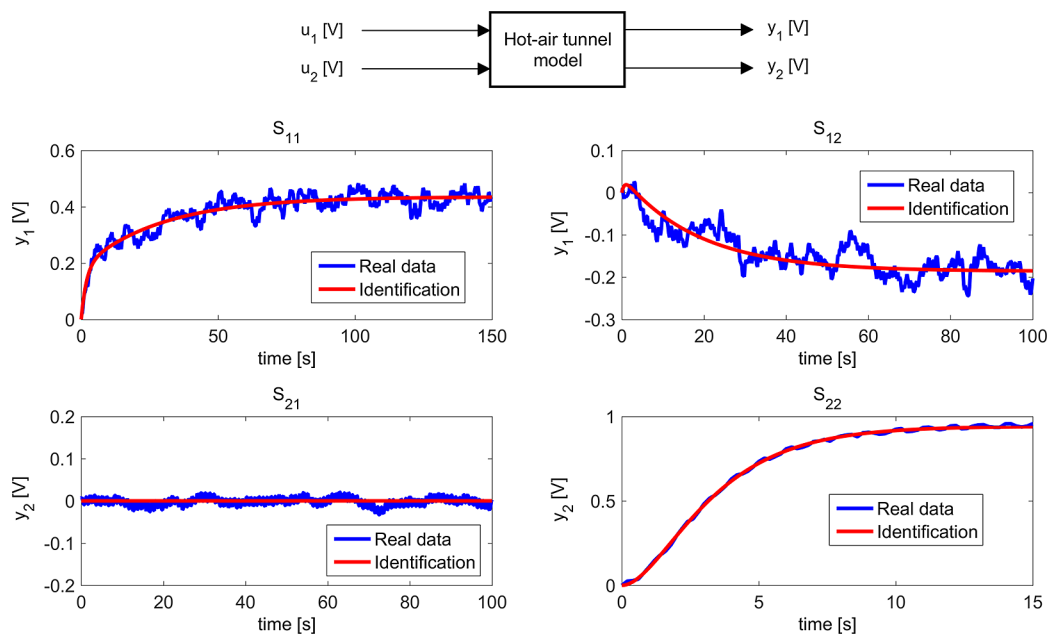 u1 [V]
u2 [V]
Hot-air tunnel
model
y1 [V]
y2 [V]
S11
0.6
0.4
0.2
0
y1 [V]
Real data
Identification
0 50 100 150
time [s]
S12
0.1
0
-0.1
-0.2
-0.3
y1 [V]
Real data
Identification
0 20 40 60 80 100
time [s]
S21
0.2
0.1
0
-0.1
-0.2
y2 [V]
Real data
Identification
0 20 40 60 80 100
time [s]
S22
1
0.5
0
y2 [V]
Real data
Identification
0 5 10 15
time [s]